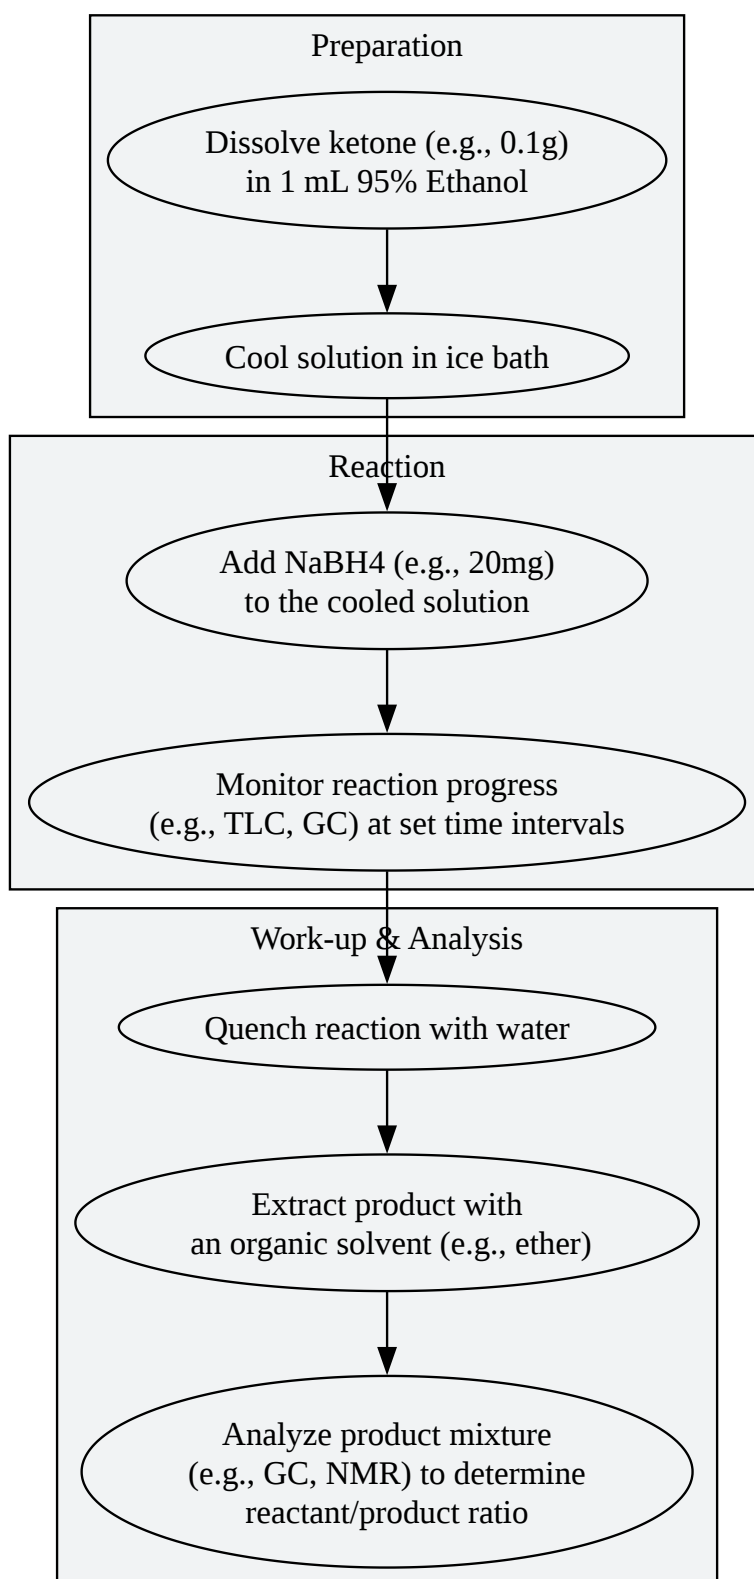 Preparation
Dissolve ketone (e.g., 0.1g)
in 1 mL 95% Ethanol
Cool solution in ice bath
Reaction
Add NaBH4 (e.g., 20mg)
to the cooled solution
Monitor reaction progress
(e.g., TLC, GC) at set time intervals
Work-up & Analysis
Quench reaction with water
Extract product with
an organic solvent (e.g., ether)
Analyze product mixture
(e.g., GC, NMR) to determine
reactant/product ratio